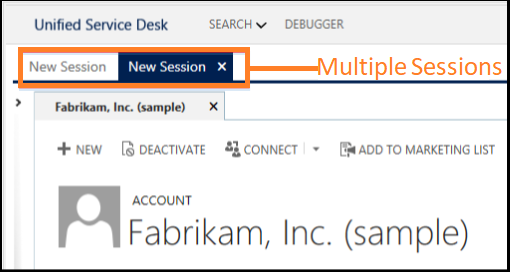 Unified Service Desk SEARCH DEBUGGER
New Session New Session × Multiple Sessions
Fabrikam, Inc. (sample) ×
NEW DEACTIVATE CONNECT ADD TO MARKETING LIST
ACCOUNT
Fabrikam, Inc. (sample)